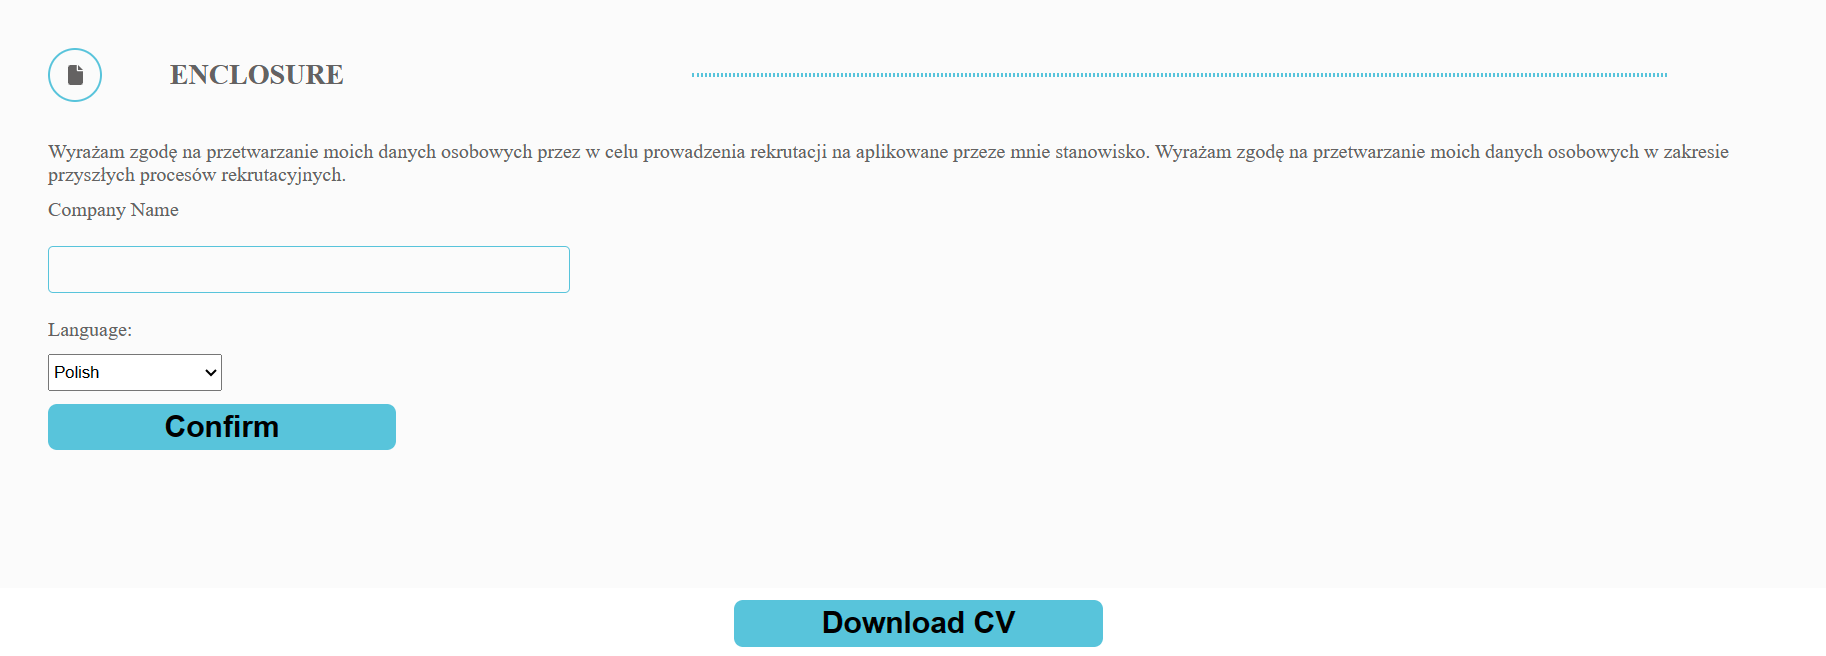 ENCLOSURE
Wyrażam zgodę na przetwarzanie moich danych osobowych przez w celu prowadzenia rekrutacji na aplikowane przeze mnie stanowisko. Wyrażam zgodę na przetwarzanie moich danych osobowych w zakresie
przyszłych procesów rekrutacyjnych.
Company Name
Language:
Polish
Confirm
Download CV